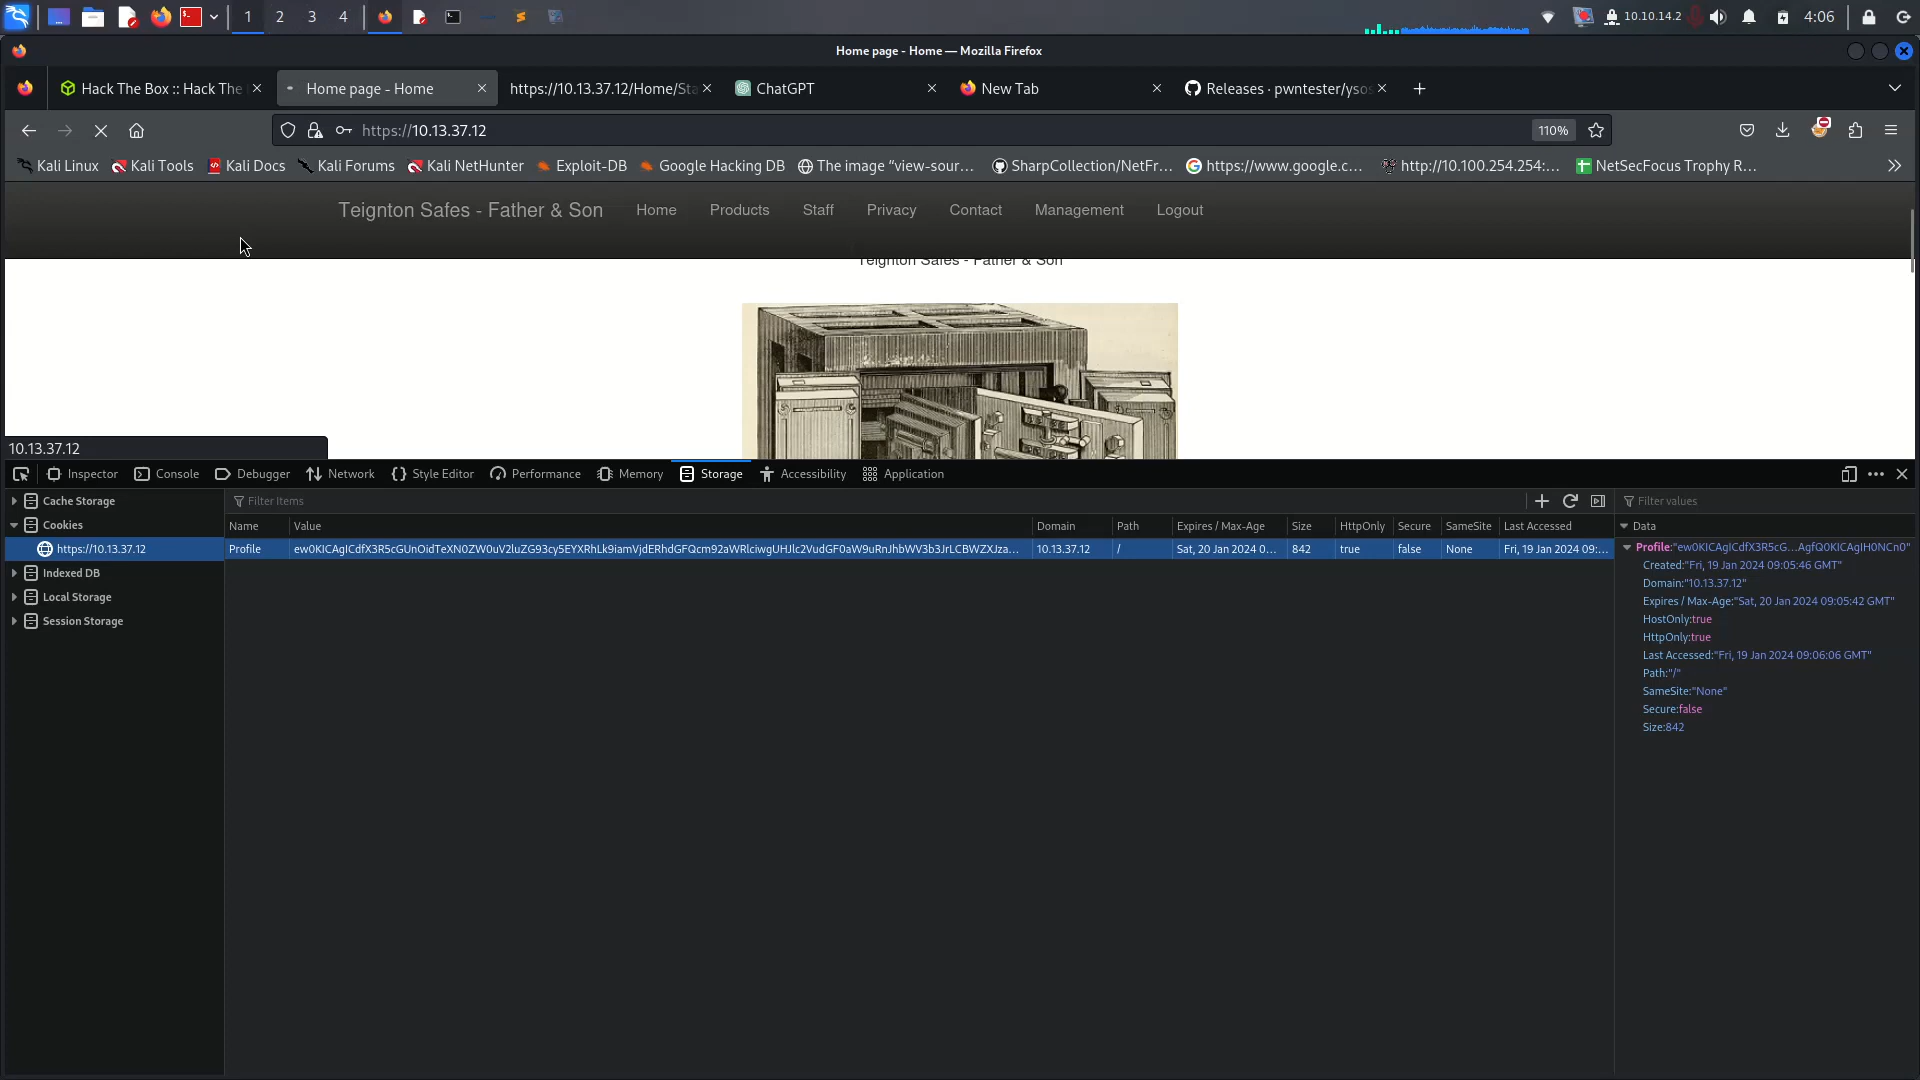 1 2 3 4 10.10.14.2 4:06
Home page - Home — Mozilla Firefox
Hack The Box :: Hack The Home page - Home https://10.13.37.12/Home/Sta ChatGPT New Tab Releases · pwntester/ysos
https://10.13.37.12 110%
Kali Linux Kali Tools Kali Docs Kali Forums Kali NetHunter Exploit-DB Google Hacking DB The image “view-sour… SharpCollection/NetFr… https://www.google.c… http://10.100.254.254:… NetSecFocus Trophy R…
Teignton Safes - Father & Son Home Products Staff Privacy Contact Management Logout
Teignton Safes - Father & Son
10.13.37.12
Inspector Console Debugger Network Style Editor Performance Memory Storage Accessibility Application
Cache Storage Filter Items Filter values
Cookies Name Value Domain Path Expires / Max-Age Size HttpOnly Secure SameSite Last Accessed Data
https://10.13.37.12 Profile 10.13.37.12 / Sat, 20 Jan 2024 0... 842 true false None Fri, 19 Jan 2024 09:...
Profile:"ew0KICAgICdfX3R5cG...AgfQ0KICAgIH0NCn0"
Created:"Fri, 19 Jan 2024 09:05:46 GMT"
Indexed DB
Domain:"10.13.37.12"
Local Storage
Expires / Max-Age:"Sat, 20 Jan 2024 09:05:42 GMT"
Session Storage
HostOnly:true
HttpOnly:true
Last Accessed:"Fri, 19 Jan 2024 09:06:06 GMT"
Path:"/"
SameSite:"None"
Secure:false
Size:842